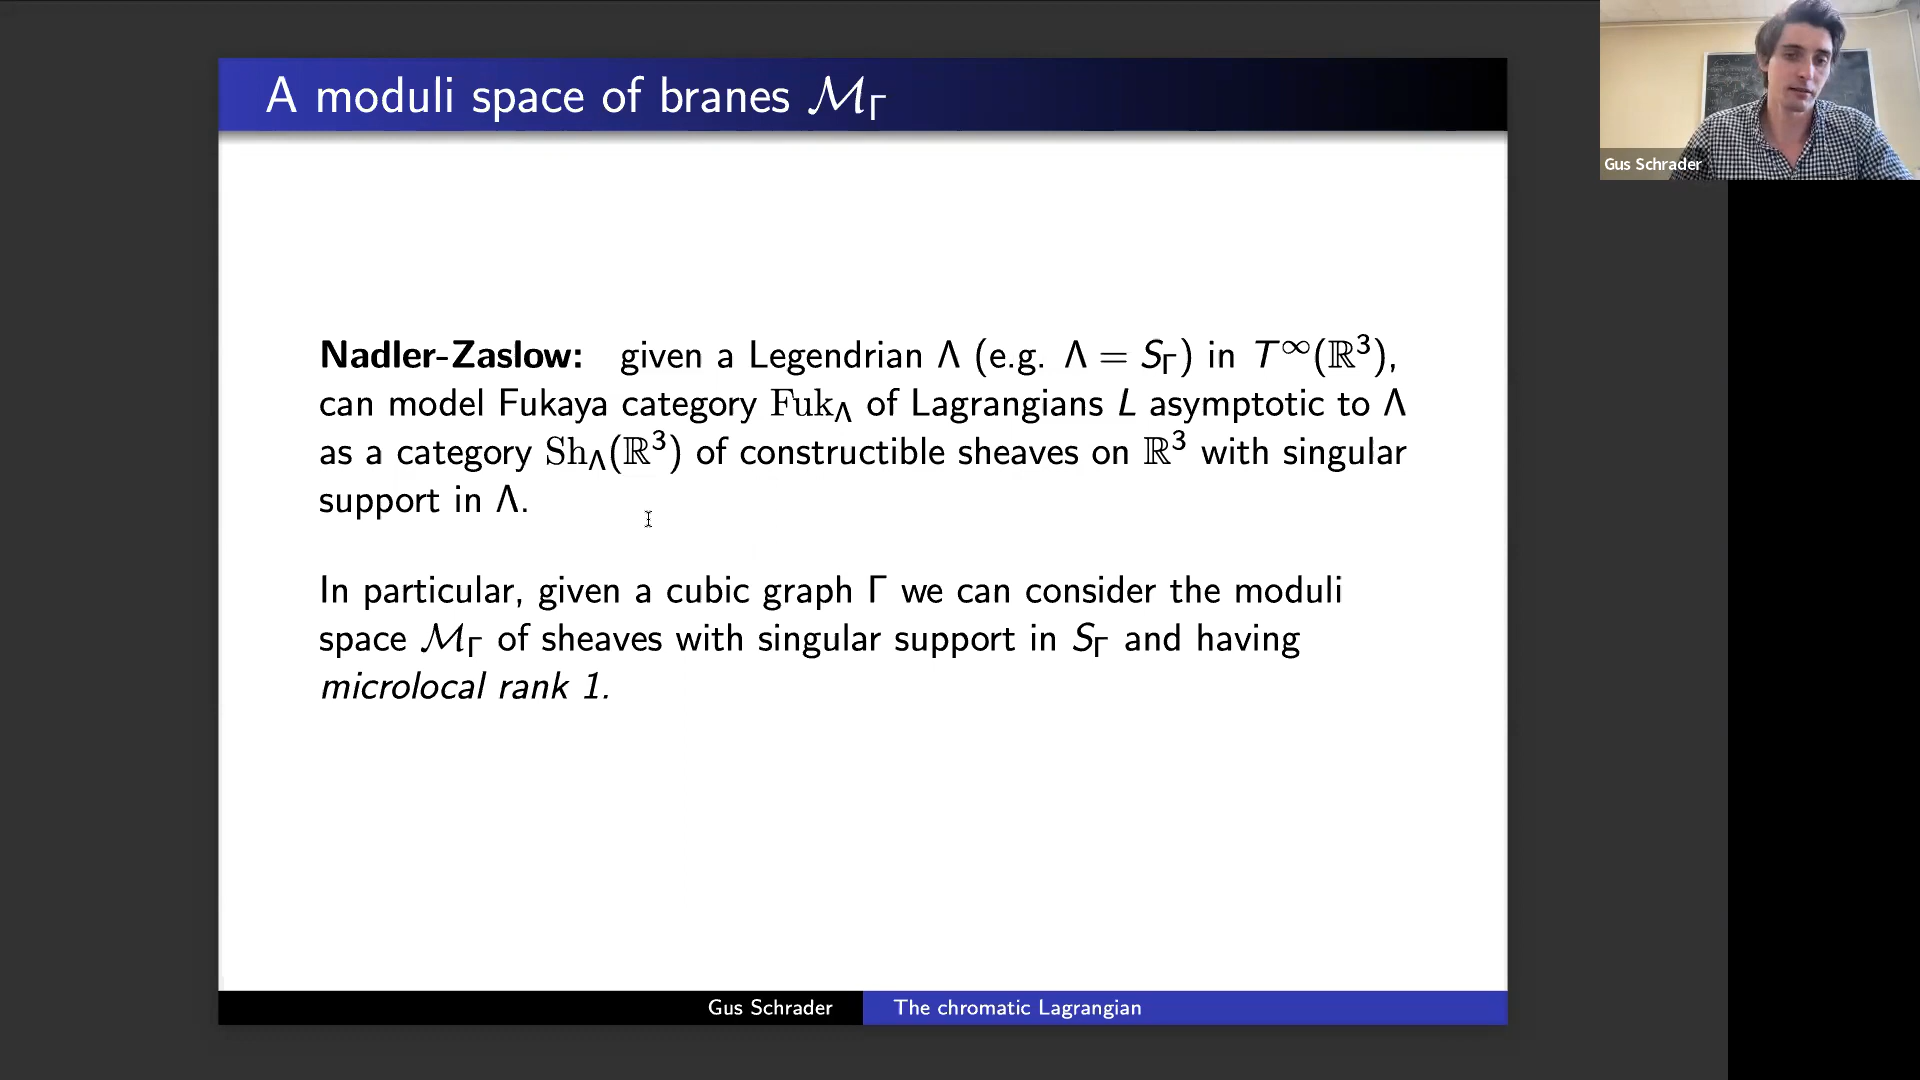 A moduli space of branes ℳ_Γ
Gus Schrader
Nadler-Zaslow: given a Legendrian Λ (e.g. Λ = S_Γ) in T^∞(ℝ³),
can model Fukaya category Fuk_Λ of Lagrangians L asymptotic to Λ
as a category Sh_Λ(ℝ³) of constructible sheaves on ℝ³ with singular
support in Λ.
In particular, given a cubic graph Γ we can consider the moduli
space ℳ_Γ of sheaves with singular support in S_Γ and having
microlocal rank 1.
Gus Schrader
The chromatic Lagrangian